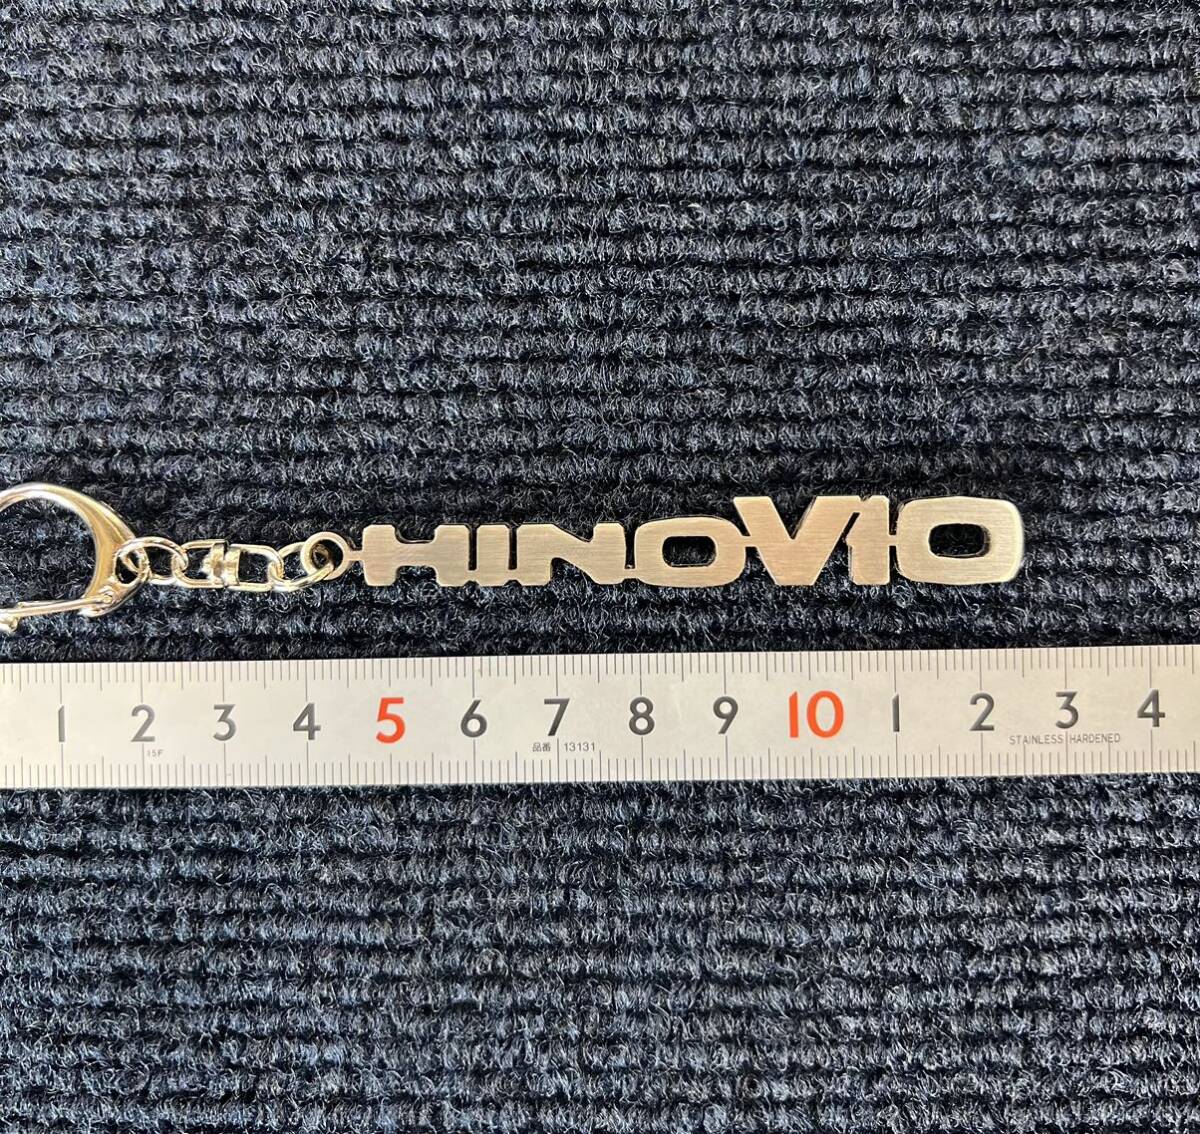 HINOV10
1 2 3 4 5 6 7 8 9 10 1 2 3 4
品番 13131
STAINLESS HARDENED